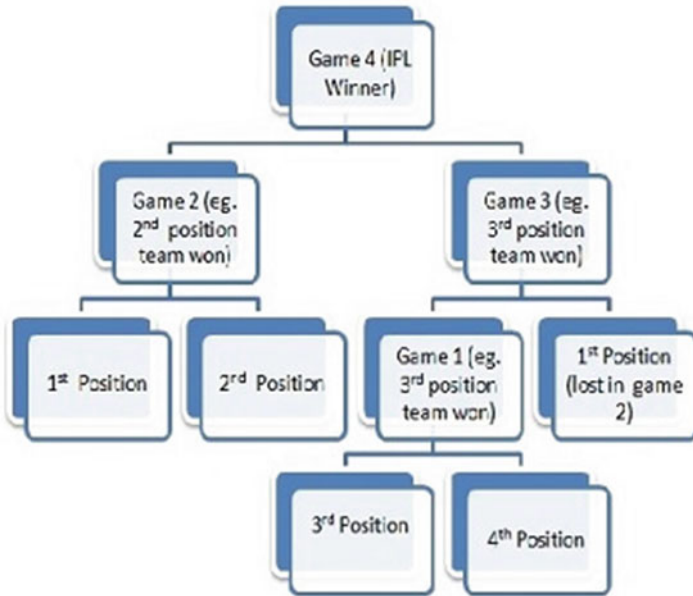 Game 4 (IPL
Winner)
Game 2 (eg.
2nd position
team won)
Game 3 (eg.
3rd position
team won)
1st Position
2rd Position
Game 1 (eg.
3rd position
team won)
1st Position
(lost in game
2)
3rd Position
4th Position